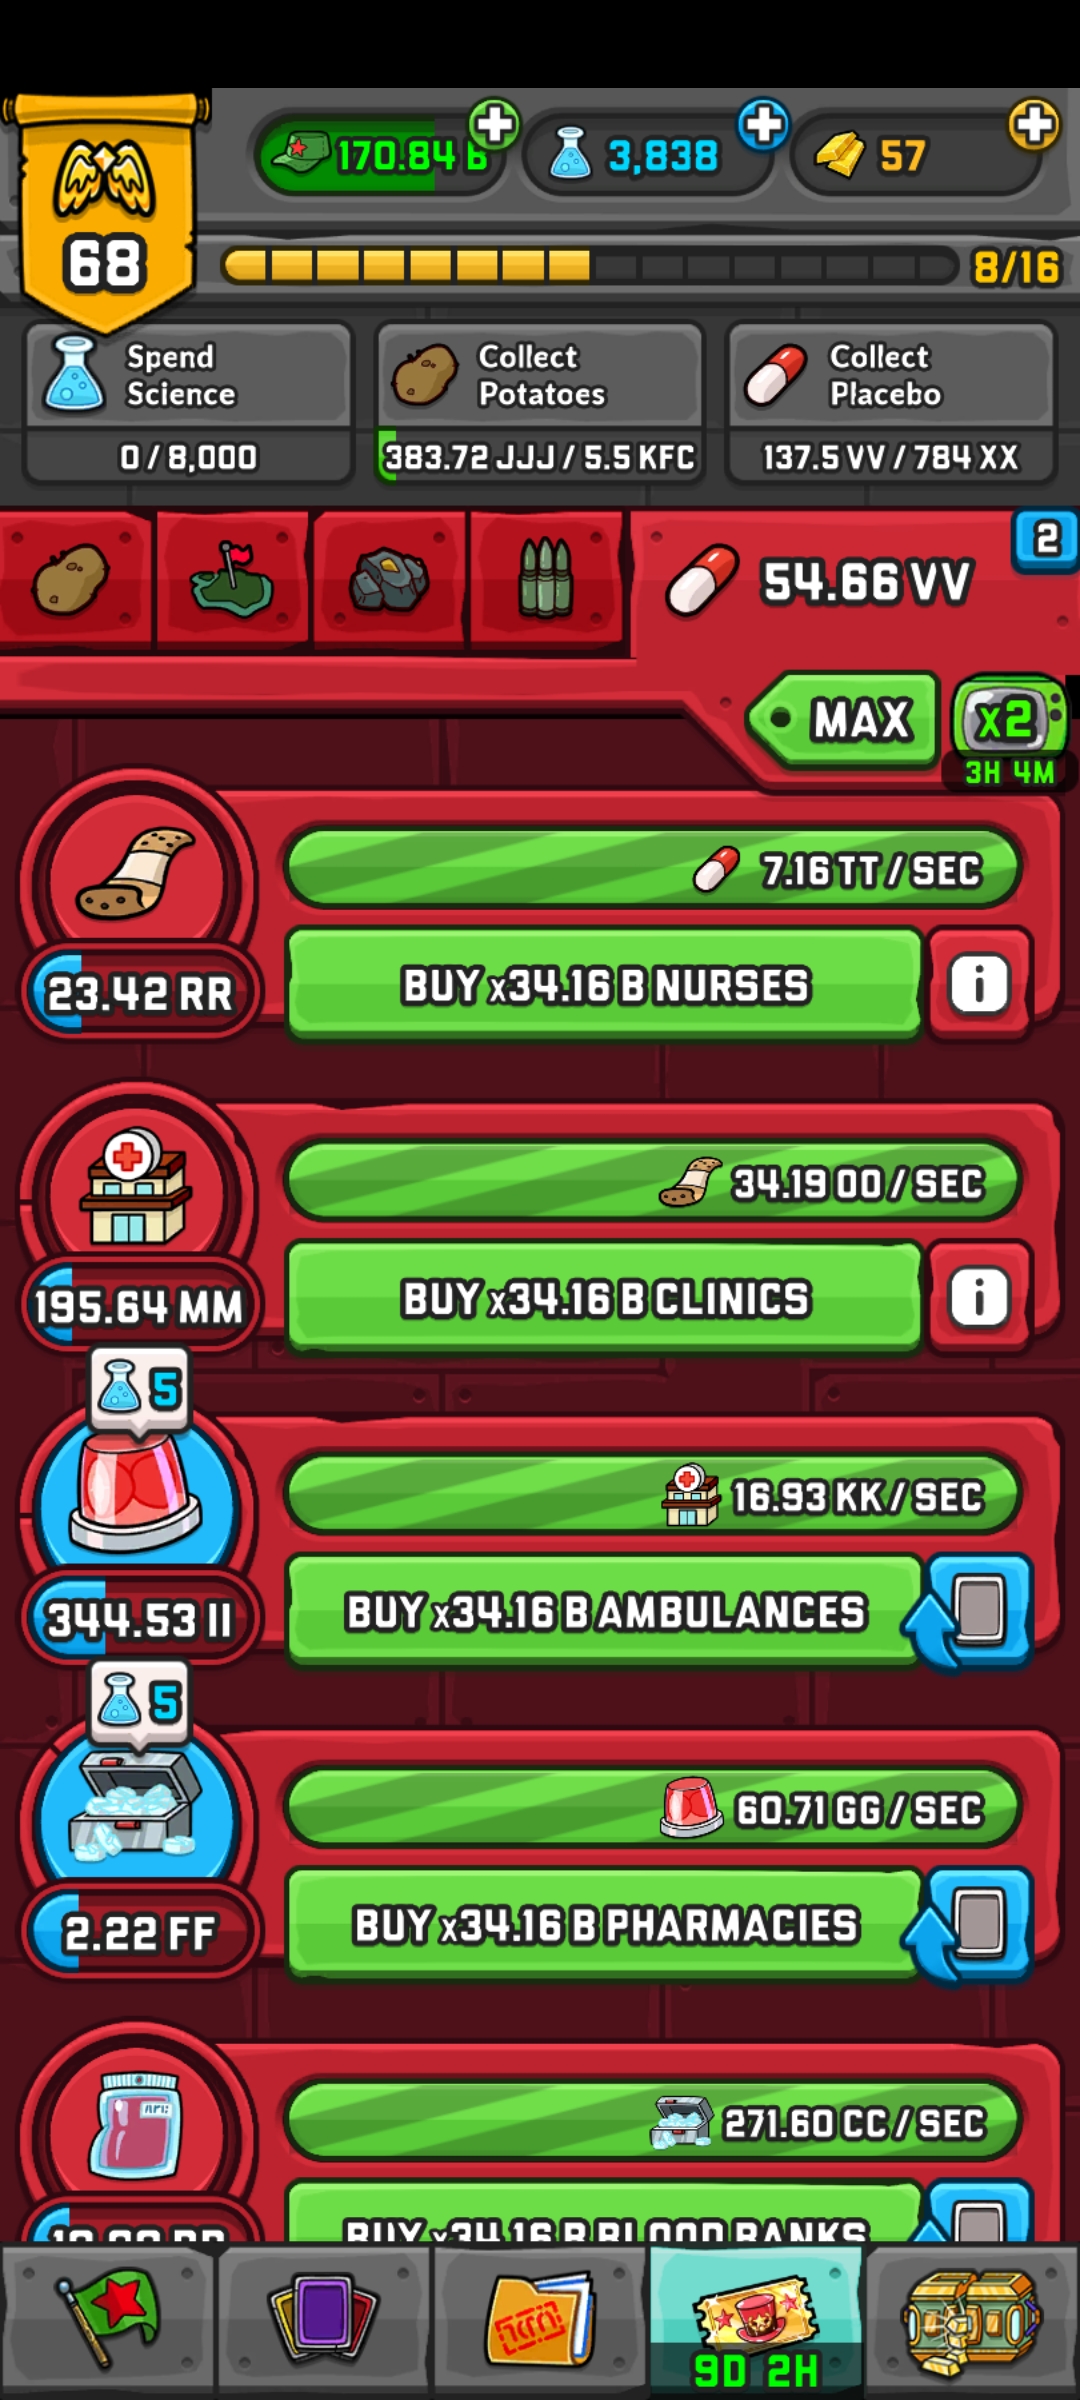 170.84 B
3,838
57
68
8/16
Spend
Science
0 / 8,000
Collect
Potatoes
383.72 JJJ / 5.5 KFC
Collect
Placebo
137.5 VV / 784 XX
54.66 VV
2
MAX
x2
3H 4M
7.16 TT / SEC
23.42 RR
BUY x34.16 B NURSES
i
34.19 OO / SEC
195.64 MM
BUY x34.16 B CLINICS
i
5
16.93 KK / SEC
344.53 II
BUY x34.16 B AMBULANCES
5
60.71 GG / SEC
2.22 FF
BUY x34.16 B PHARMACIES
271.60 CC / SEC
BUY x34.16 B BLOOD BANKS
9D 2H